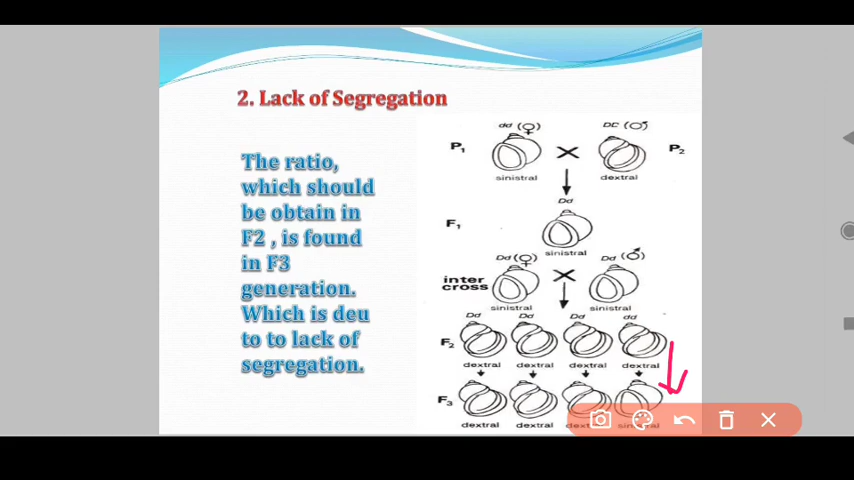 2. Lack of Segregation
The ratio,
which should
be obtain in
F2 , is found
in F3
generation.
Which is deu
to to lack of
segregation.
dd (♀) DC (♂)
P1 P2
sinistral dextral
Dd
F1
sinistral
Dd ♀ Dd ♂
inter
cross
sinistral sinistral
Dd Dd Dd dd
F2
dextral dextral dextral dextral
F3
dextral dextral